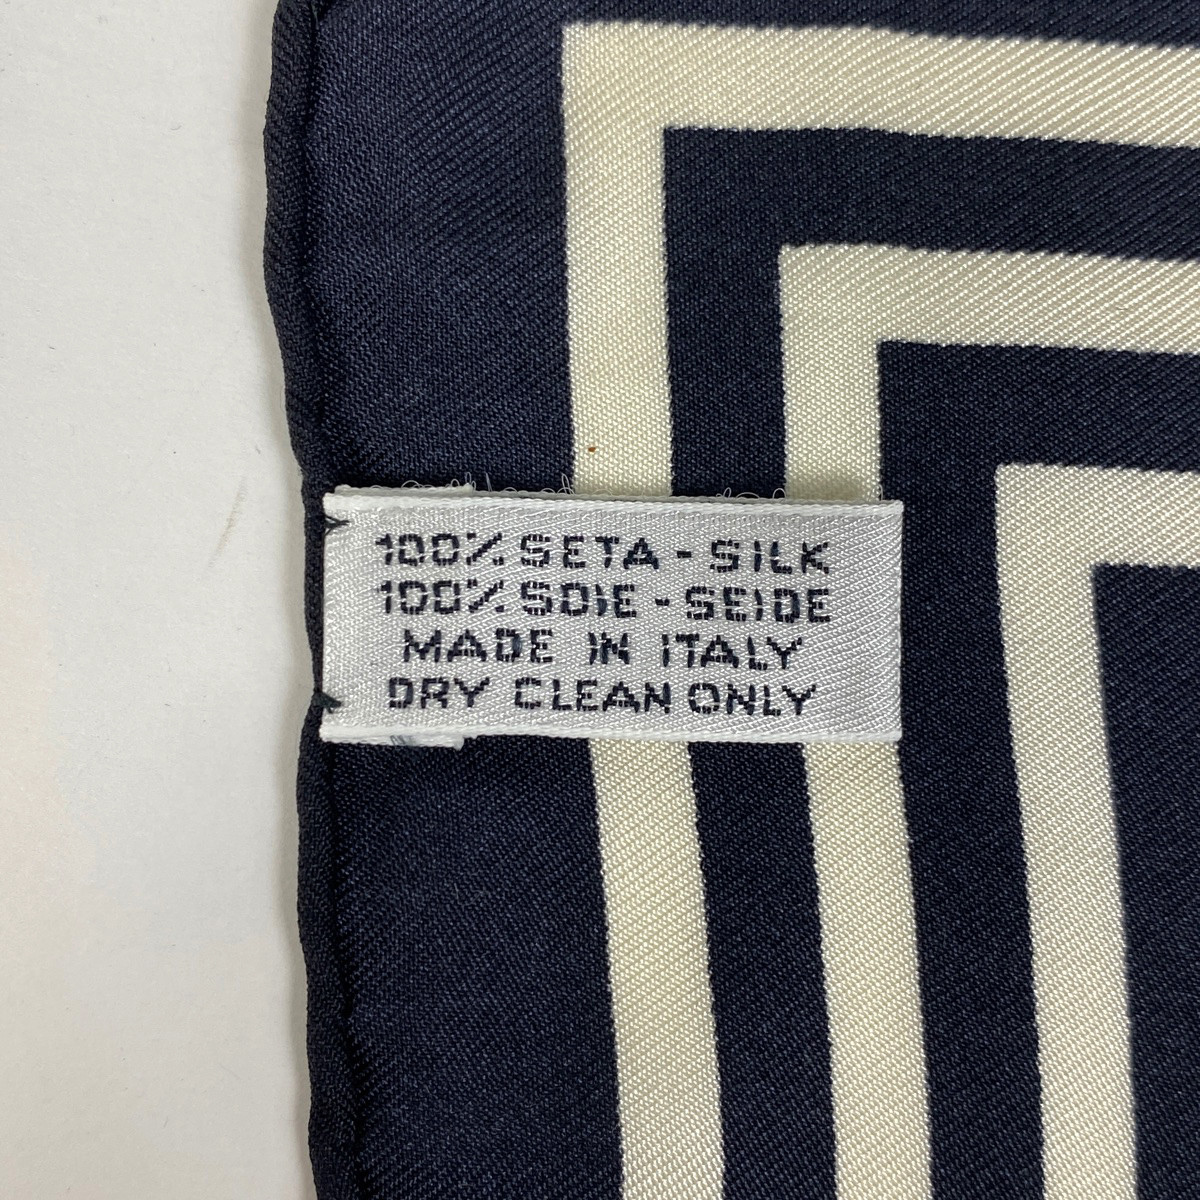 100% SETA - SILK
100% SOIE - SEIDE
MADE IN ITALY
DRY CLEAN ONLY